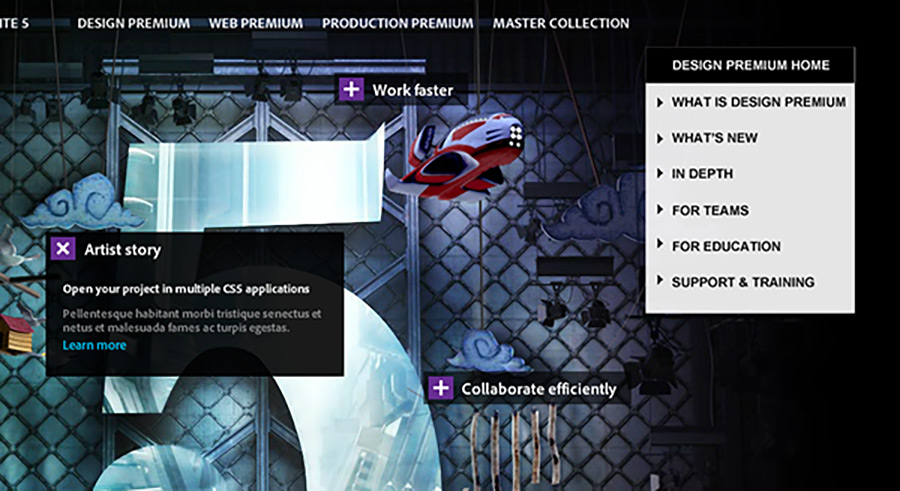 ITE 5 DESIGN PREMIUM WEB PREMIUM PRODUCTION PREMIUM MASTER COLLECTION
DESIGN PREMIUM HOME
WHAT IS DESIGN PREMIUM
WHAT'S NEW
IN DEPTH
FOR TEAMS
FOR EDUCATION
SUPPORT & TRAINING
Work faster
Artist story
Open your project in multiple CSS applications
Pellentesque habitant morbi tristique senectus et
netus et malesuada fames ac turpis egestas.
Learn more
Collaborate efficiently